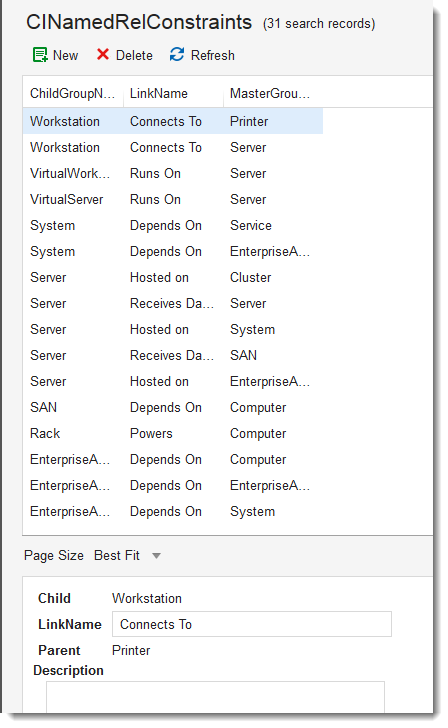 CINamedRelConstraints (31 search records)
New Delete Refresh
ChildGroupN... LinkName MasterGrou...
Workstation Connects To Printer
Workstation Connects To Server
VirtualWork... Runs On Server
VirtualServer Runs On Server
System Depends On Service
System Depends On EnterpriseA...
Server Hosted on Cluster
Server Receives Da... Server
Server Hosted on System
Server Receives Da... SAN
Server Hosted on EnterpriseA...
SAN Depends On Computer
Rack Powers Computer
EnterpriseA... Depends On Computer
EnterpriseA... Depends On EnterpriseA...
EnterpriseA... Depends On System
Page Size Best Fit
Child Workstation
LinkName Connects To
Parent Printer
Description